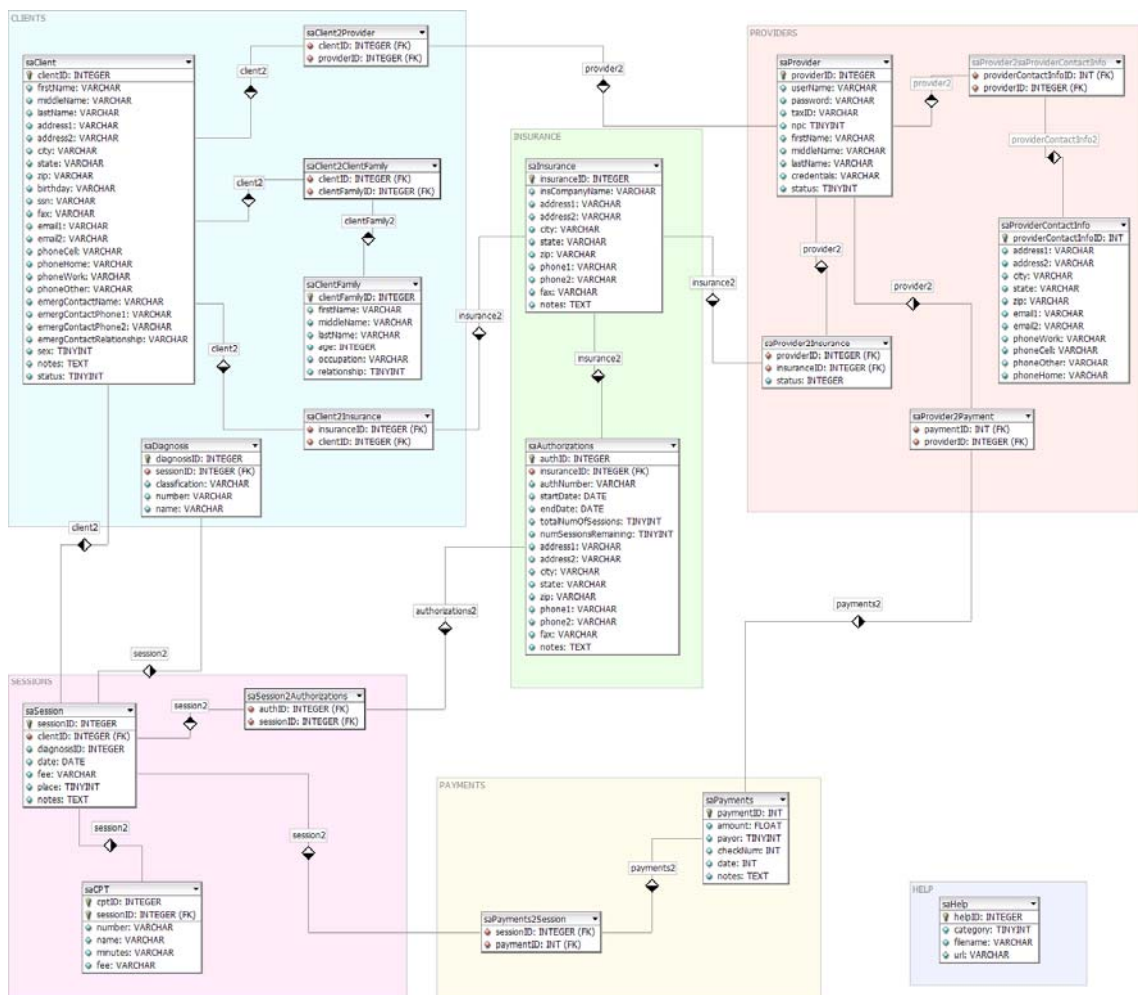 CLIENTS
saClient
clientID: INTEGER
firstName: VARCHAR
middleName: VARCHAR
lastName: VARCHAR
address1: VARCHAR
address2: VARCHAR
city: VARCHAR
state: VARCHAR
zip: VARCHAR
birthday: VARCHAR
ssn: VARCHAR
fax: VARCHAR
email1: VARCHAR
email2: VARCHAR
phoneCell: VARCHAR
phoneHome: VARCHAR
phoneWork: VARCHAR
phoneOther: VARCHAR
emergContactName: VARCHAR
emergContactPhone1: VARCHAR
emergContactPhone2: VARCHAR
emergContactRelationship: VARCHAR
sex: TINYINT
notes: TEXT
status: TINYINT
client2
saClient2Provider
clientID: INTEGER (FK)
providerID: INTEGER (FK)
client2
saClient2ClientFamily
clientID: INTEGER (FK)
clientFamilyID: INTEGER (FK)
clientFamily2
saClientFamily
clientFamilyID: INTEGER
firstName: VARCHAR
middleName: VARCHAR
lastName: VARCHAR
age: INTEGER
occupation: VARCHAR
relationship: TINYINT
client2
saClient2Insurance
insuranceID: INTEGER (FK)
clientID: INTEGER (FK)
saDiagnosis
diagnosisID: INTEGER
sessionID: INTEGER (FK)
classification: VARCHAR
number: VARCHAR
name: VARCHAR
client2
provider2
insurance2
INSURANCE
saInsurance
insuranceID: INTEGER
insCompanyName: VARCHAR
address1: VARCHAR
address2: VARCHAR
city: VARCHAR
state: VARCHAR
zip: VARCHAR
phone1: VARCHAR
phone2: VARCHAR
fax: VARCHAR
notes: TEXT
insurance2
saAuthorizations
authID: INTEGER
insuranceID: INTEGER (FK)
authNumber: VARCHAR
startDate: DATE
endDate: DATE
totalNumOfSessions: TINYINT
numSessionsRemaining: TINYINT
address1: VARCHAR
address2: VARCHAR
city: VARCHAR
state: VARCHAR
zip: VARCHAR
phone1: VARCHAR
phone2: VARCHAR
fax: VARCHAR
notes: TEXT
insurance2
PROVIDERS
saProvider
providerID: INTEGER
userName: VARCHAR
password: VARCHAR
taxID: VARCHAR
npc: TINYINT
firstName: VARCHAR
middleName: VARCHAR
lastName: VARCHAR
credentials: VARCHAR
status: TINYINT
provider2
saProvider2saProviderContactInfo
providerContactInfoID: INT (FK)
providerID: INTEGER (FK)
providerContactInfo2
saProviderContactInfo
providerContactInfoID: INT
address1: VARCHAR
address2: VARCHAR
city: VARCHAR
state: VARCHAR
zip: VARCHAR
email1: VARCHAR
email2: VARCHAR
phoneWork: VARCHAR
phoneCell: VARCHAR
phoneOther: VARCHAR
phoneHome: VARCHAR
provider2
provider2
saProvider2Insurance
providerID: INTEGER (FK)
insuranceID: INTEGER (FK)
status: INTEGER
saProvider2Payment
paymentID: INT (FK)
providerID: INTEGER (FK)
payments2
authorizations2
session2
SESSIONS
saSession
sessionID: INTEGER
clientID: INTEGER (FK)
diagnosisID: INTEGER
date: DATE
fee: VARCHAR
place: TINYINT
notes: TEXT
session2
saSession2Authorizations
authID: INTEGER (FK)
sessionID: INTEGER (FK)
session2
session2
saCPT
cptID: INTEGER
sessionID: INTEGER (FK)
number: VARCHAR
name: VARCHAR
minutes: VARCHAR
fee: VARCHAR
PAYMENTS
saPayments
paymentID: INT
amount: FLOAT
payor: TINYINT
checkNum: INT
date: INT
notes: TEXT
payments2
saPayments2Session
sessionID: INTEGER (FK)
paymentID: INT (FK)
HELP
saHelp
helpID: INTEGER
category: TINYINT
filename: VARCHAR
url: VARCHAR